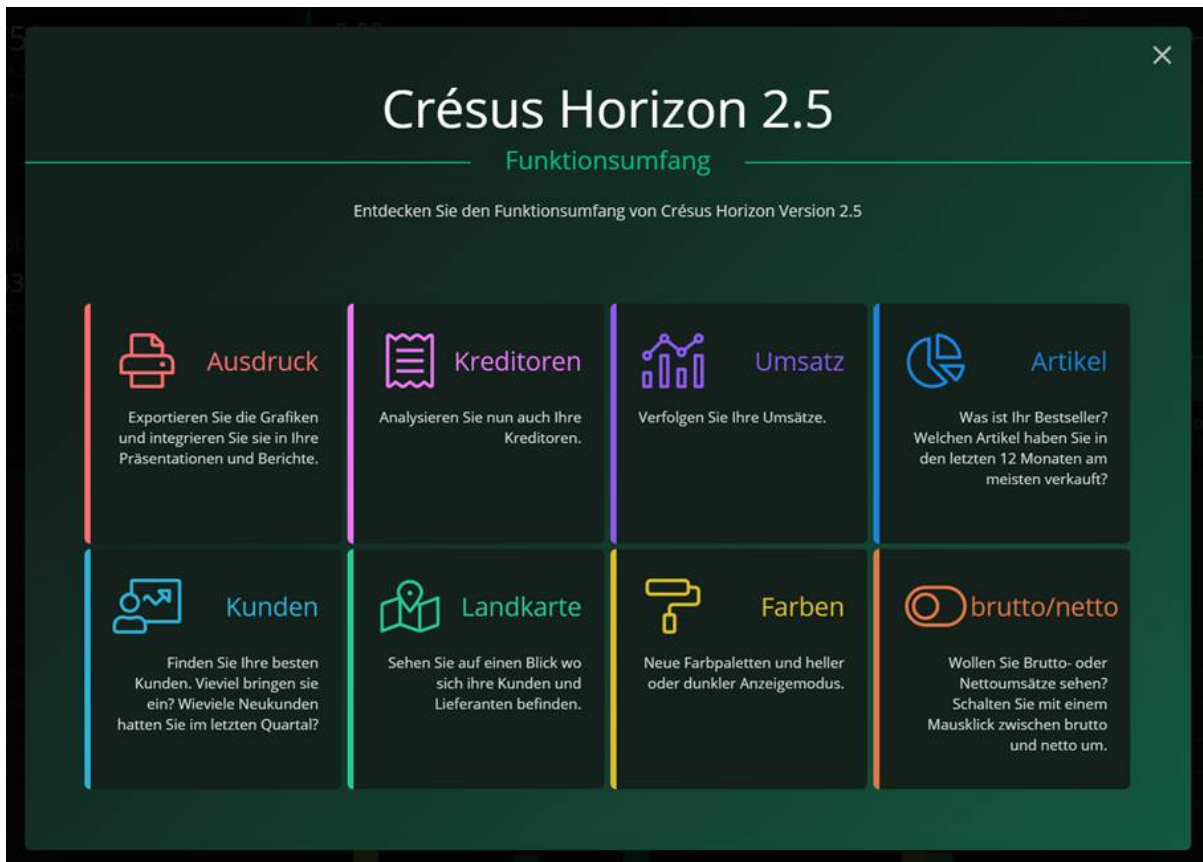 Crésus Horizon 2.5
Funktionsumfang
Entdecken Sie den Funktionsumfang von Crésus Horizon Version 2.5
Ausdruck
Exportieren Sie die Grafiken
und integrieren Sie sie in Ihre
Präsentationen und Berichte.
Kreditoren
Analysieren Sie nun auch Ihre
Kreditoren.
Umsatz
Verfolgen Sie Ihre Umsätze.
Artikel
Was ist Ihr Bestseller?
Welchen Artikel haben Sie in
den letzten 12 Monaten am
meisten verkauft?
Kunden
Finden Sie Ihre besten
Kunden. Vieviel bringen sie
ein? Wieviele Neukunden
hatten Sie im letzten Quartal?
Landkarte
Sehen Sie auf einen Blick wo
sich ihre Kunden und
Lieferanten befinden.
Farben
Neue Farbpaletten und heller
oder dunkler Anzeigemodus.
brutto/netto
Wollen Sie Brutto- oder
Nettoumsätze sehen?
Schalten Sie mit einem
Mausklick zwischen brutto
und netto um.